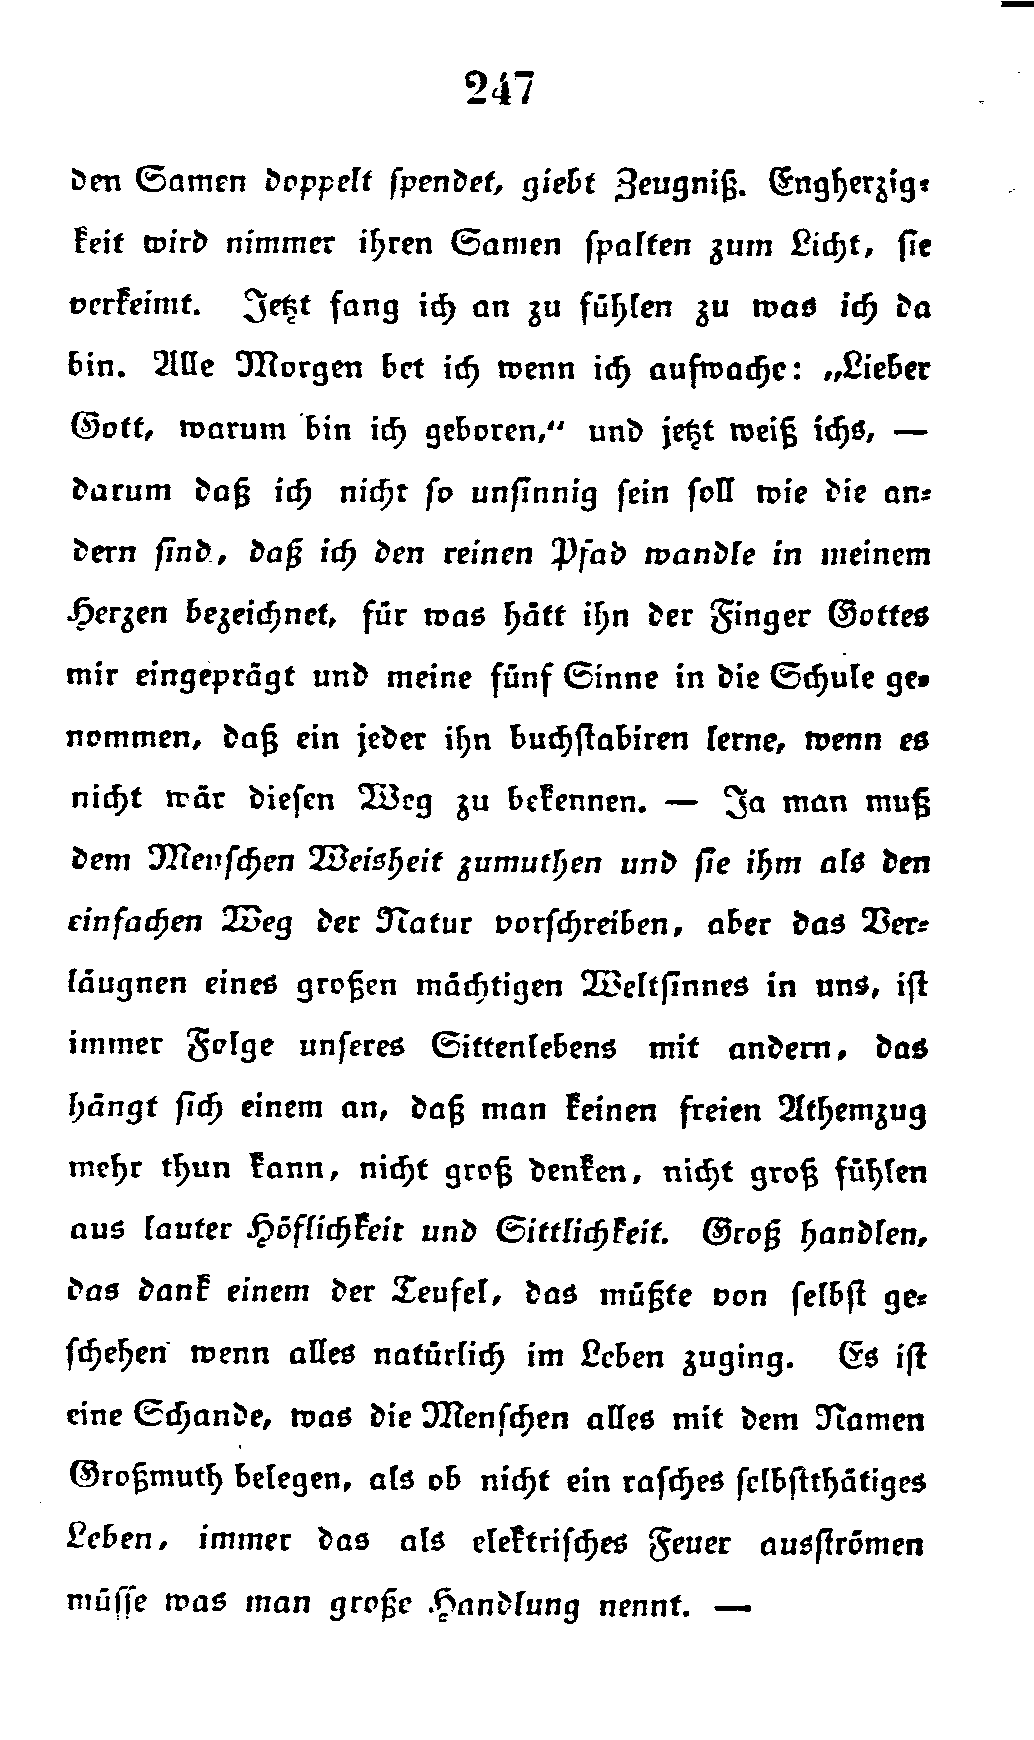 247
den Samen doppelt ſpendet, giebt Zeugniß. Engherzig⸗
keit wird nimmer ihren Samen ſpalten zum Licht, ſie
verkeimt. Jetzt fang ich an zu fühlen zu was ich da
bin. Alle Morgen bet ich wenn ich aufwache: „Lieber
Gott, warum bin ich geboren,“ und jetzt weiß ichs, —
darum daß ich nicht ſo unſinnig ſein ſoll wie die an⸗
dern ſind, daß ich den reinen Pfad wandle in meinem
Herzen bezeichnet, für was hätt ihn der Finger Gottes
mir eingeprägt und meine fünf Sinne in die Schule ge⸗
nommen, daß ein jeder ihn buchſtabiren lerne, wenn es
nicht wär dieſen Weg zu bekennen. — Ja man muß
dem Menſchen Weisheit zumuthen und ſie ihm als den
einfachen Weg der Natur vorſchreiben, aber das Ver⸗
läugnen eines großen mächtigen Weltſinnes in uns, iſt
immer Folge unſeres Sittenlebens mit andern, das
hängt ſich einem an, daß man keinen freien Athemzug
mehr thun kann, nicht groß denken, nicht groß fühlen
aus lauter Höflichkeit und Sittlichkeit. Groß handlen,
das dank einem der Teufel, das müßte von ſelbſt ge⸗
ſchehen wenn alles natürlich im Leben zuging. Es iſt
eine Schande, was die Menſchen alles mit dem Namen
Großmuth belegen, als ob nicht ein raſches ſelbſtthätiges
Leben, immer das als elektriſches Feuer ausſtrömen
müſſe was man große Handlung nennt. —